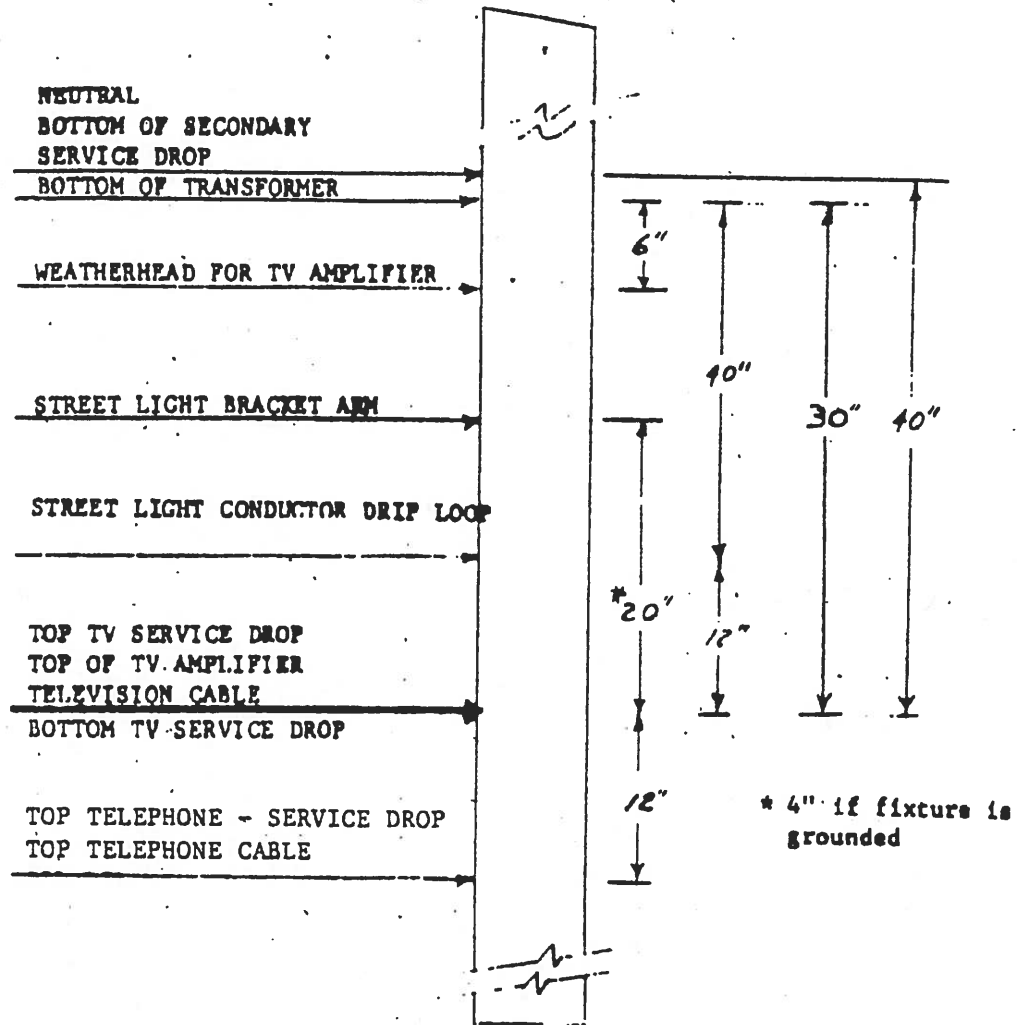 NEUTRAL
BOTTOM OF SECONDARY
SERVICE DROP
BOTTOM OF TRANSFORMER
6"
WEATHERHEAD FOR TV AMPLIFIER
40"
STREET LIGHT BRACKET ARM
30"
40"
STREET LIGHT CONDUCTOR DRIP LOOP
*20"
12"
TOP TV SERVICE DROP
TOP OF TV AMPLIFIER
TELEVISION CABLE
BOTTOM TV SERVICE DROP
12"
* 4" if fixture is
grounded
TOP TELEPHONE - SERVICE DROP
TOP TELEPHONE CABLE